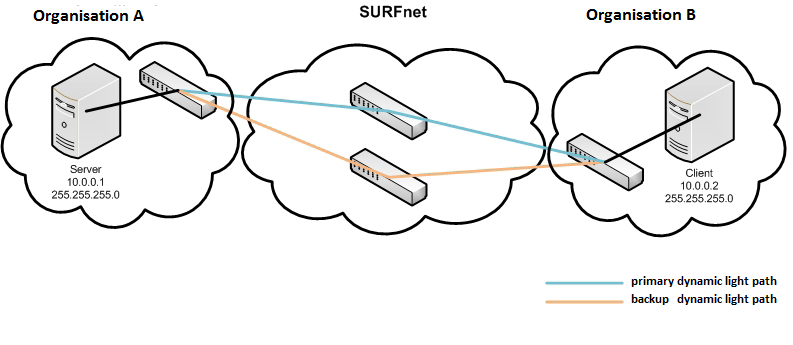 Organisation A
SURFnet
Organisation B
Server
10.0.0.1
255.255.255.0
Client
10.0.0.2
255.255.255.0
primary dynamic light path
backup dynamic light path